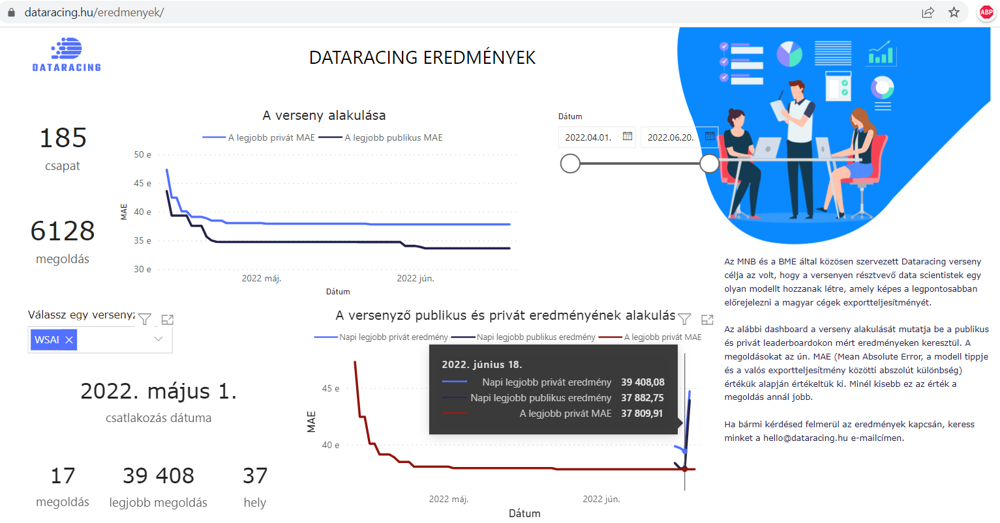 dataracing.hu/eredmenyek/
ABP
DATARACING
DATARACING EREDMÉNYEK
185
csapat
6128
megoldás
A verseny alakulása
A legjobb privát MAE
A legjobb publikus MAE
50 e
45 e
40 e
35 e
30 e
MAE
2022 máj.
2022 jún.
Dátum
Dátum
2022.04.01.
2022.06.20.
Az MNB és a BME által közösen szervezett Dataracing verseny
célja az volt, hogy a versenyen résztvevő data scientistek egy
olyan modellt hozzanak létre, amely képes a legpontosabban
előrejelezni a magyar cégek exportteljesítményét.
Az alábbi dashboard a verseny alakulását mutatja be a publikus
és privát leaderboardokon mért eredményeken keresztül. A
megoldásokat az ún. MAE (Mean Absolute Error, a modell tippje
és a valós exportteljesítmény közötti abszolút különbség)
értékük alapján értékeltük ki. Minél kisebb ez az érték a
megoldás annál jobb.
Ha bármi kérdésed felmerül az eredmények kapcsán, keress
minket a hello@dataracing.hu e-mailcímen.
Válassz egy versenyz
WSAI
2022. május 1.
csatlakozás dátuma
17
megoldás
39 408
legjobb megoldás
37
hely
A versenyző publikus és privát eredményének alakulás
Napi legjobb privát eredmény
Napi legjobb publikus eredmény
A legjobb privát MAE
2022. június 18.
Napi legjobb privát eredmény 39 408,08
Napi legjobb publikus eredmény 37 882,75
A legjobb privát MAE 37 809,91
45 e
40 e
MAE
2022 máj.
2022 jún.
Dátum